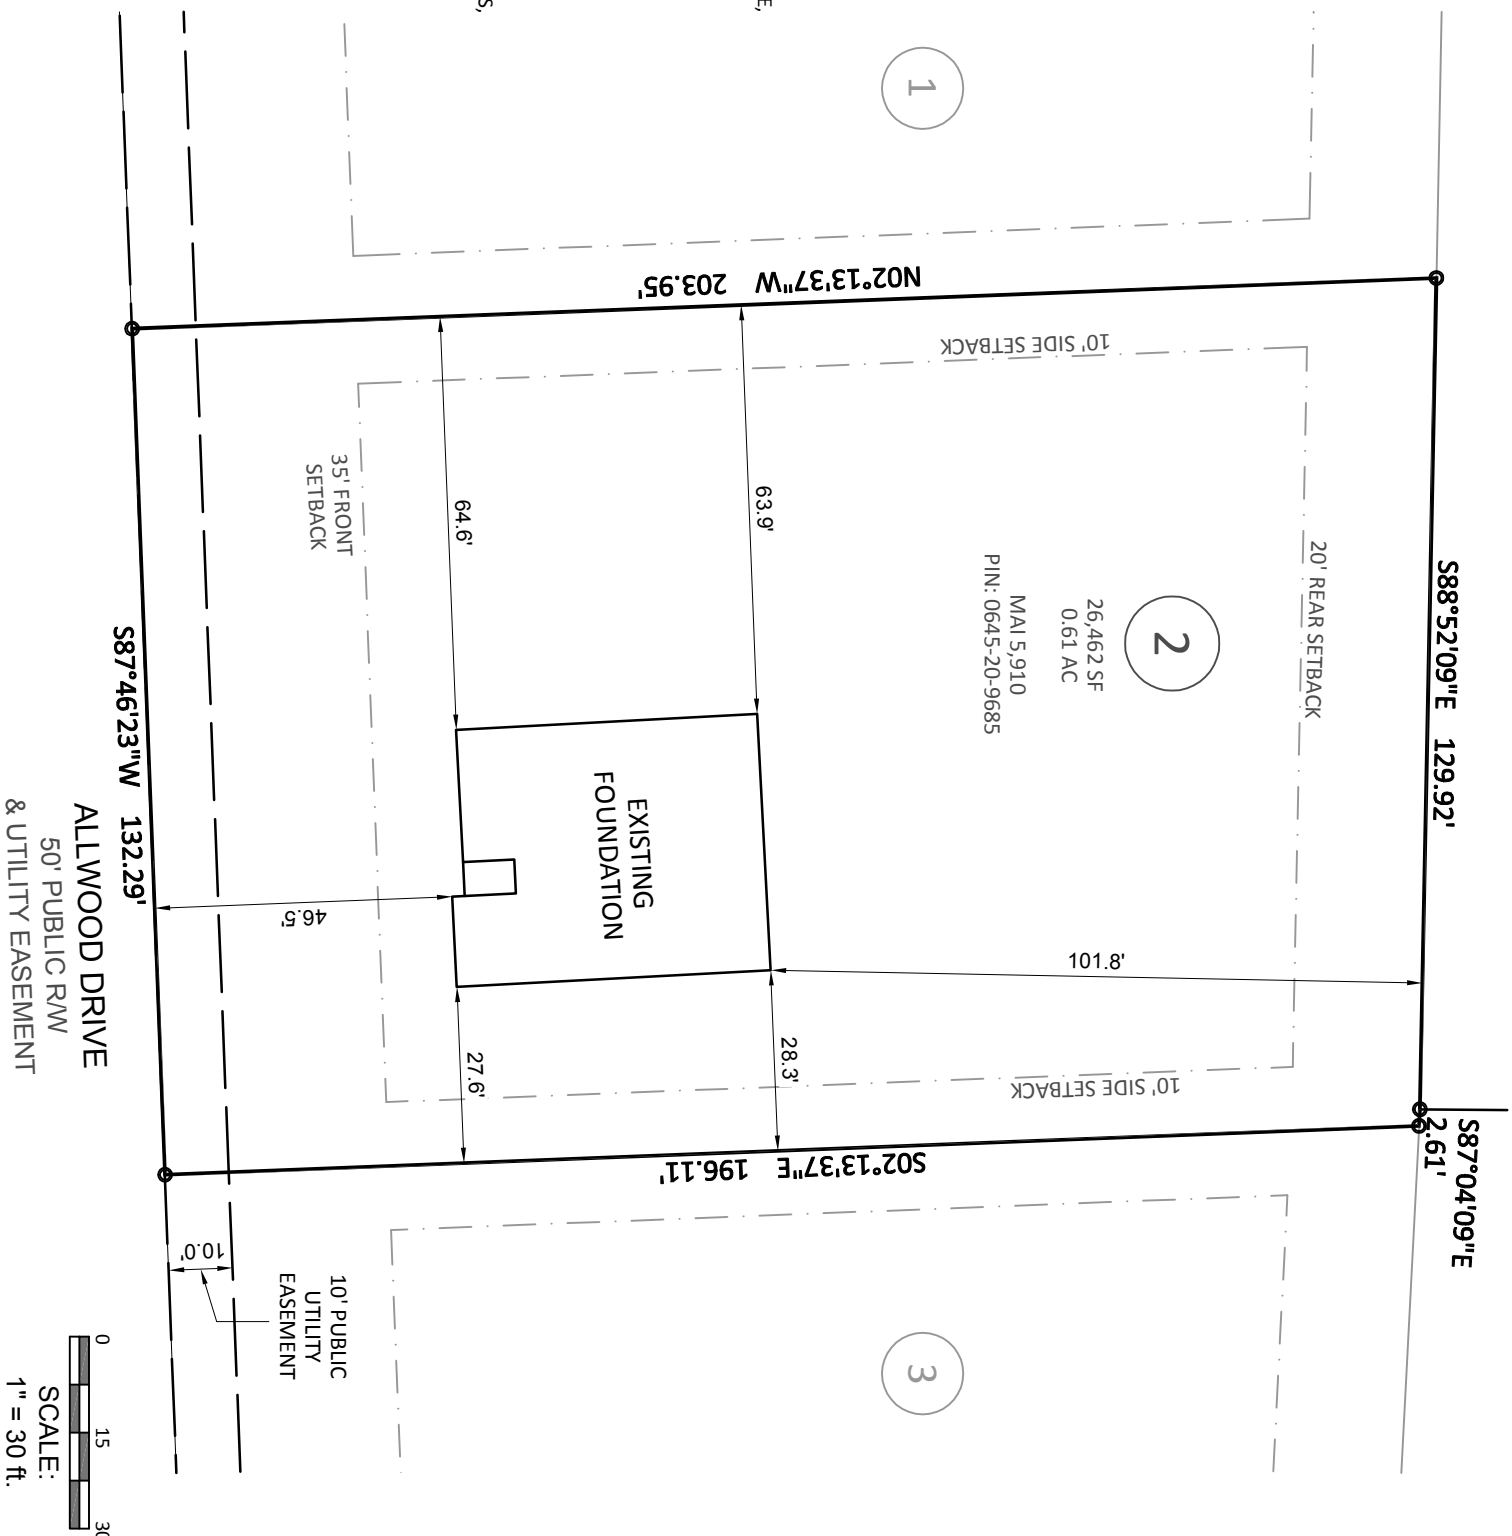 S,
E,
1
N02°13'37"W 203.95'
10' SIDE SETBACK
20' REAR SETBACK
S88°52'09"E 129.92'
S87°04'09"E
2.61'
35' FRONT
SETBACK
64.6'
63.9'
2
26,462 SF
0.61 AC
MAI 5,910
PIN: 0645-20-9685
EXISTING
FOUNDATION
46.5'
101.8'
27.6'
28.3'
10' SIDE SETBACK
S02°13'37"E 196.11'
S87°46'23"W 132.29'
ALLWOOD DRIVE
50' PUBLIC R/W
& UTILITY EASEMENT
10.0'
10' PUBLIC
UTILITY
EASEMENT
3
0 15 30
SCALE:
1" = 30 ft.